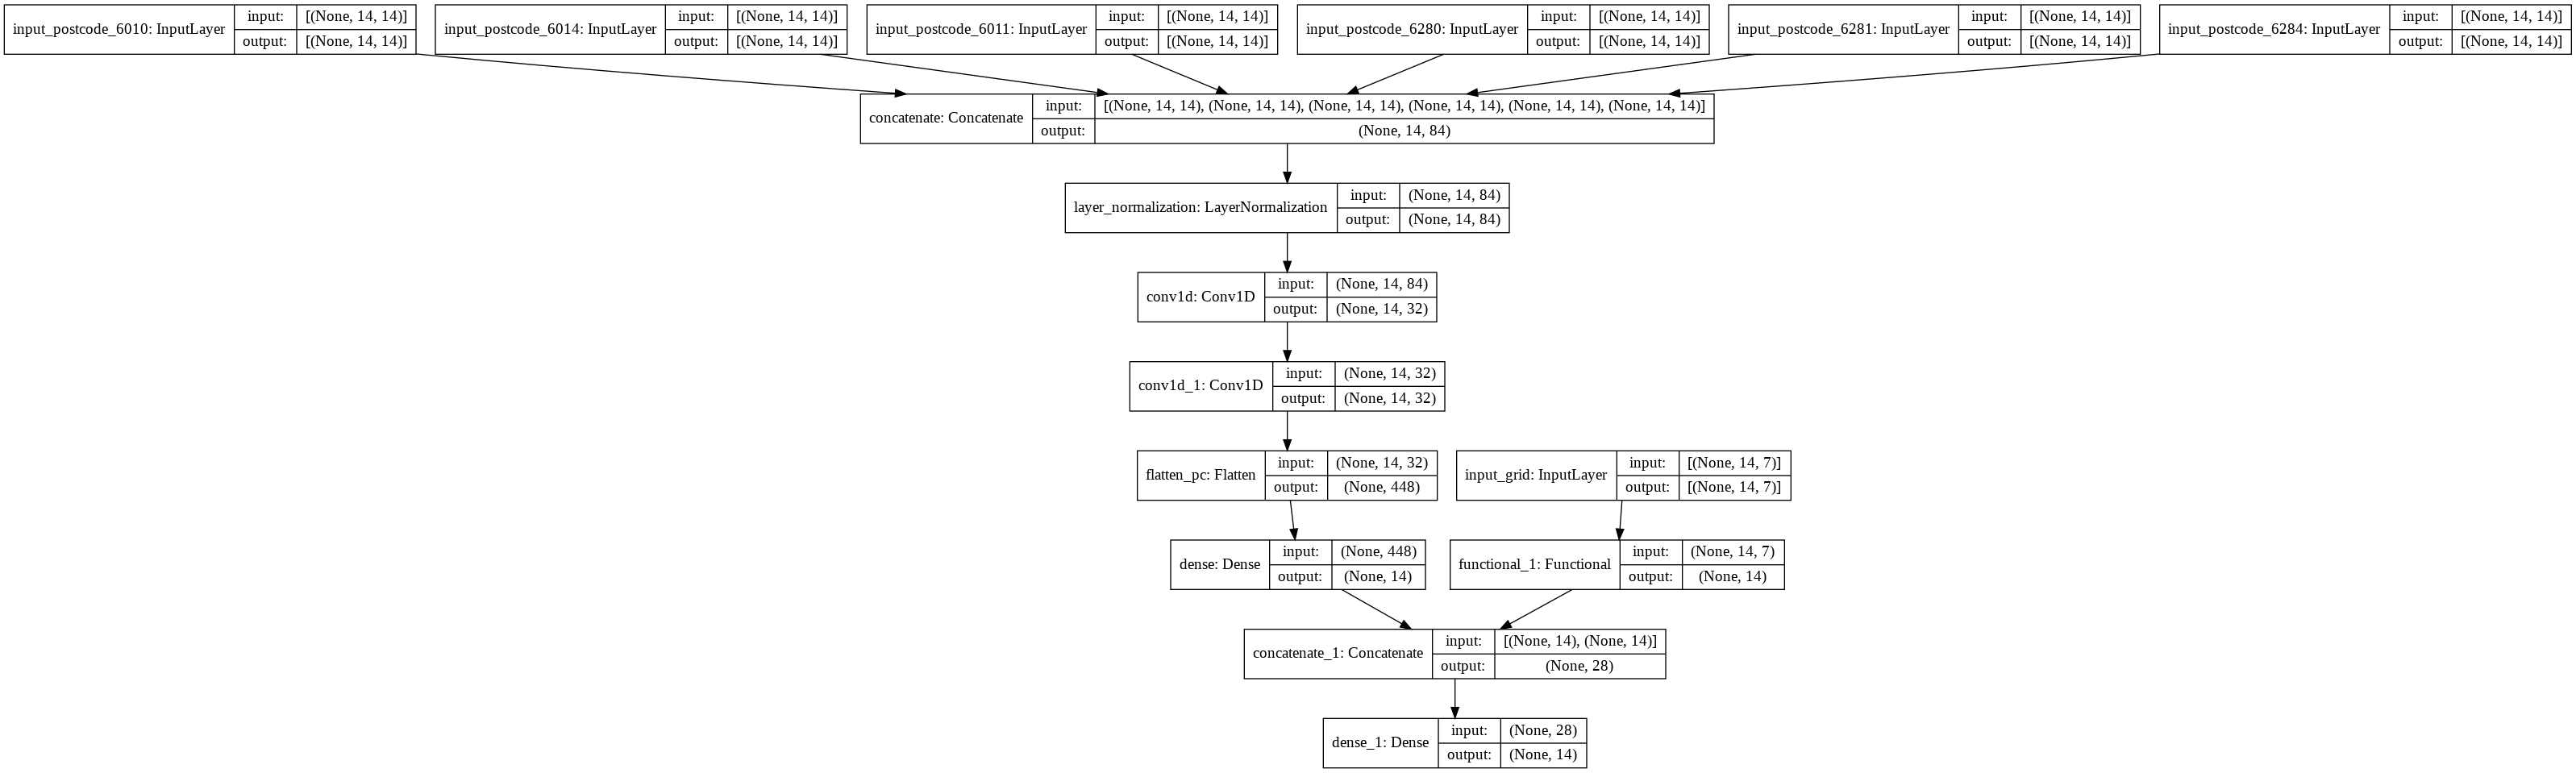 input_postcode_6010: InputLayer input: [(None, 14, 14)] output: [(None, 14, 14)]
input_postcode_6014: InputLayer input: [(None, 14, 14)] output: [(None, 14, 14)]
input_postcode_6011: InputLayer input: [(None, 14, 14)] output: [(None, 14, 14)]
input_postcode_6280: InputLayer input: [(None, 14, 14)] output: [(None, 14, 14)]
input_postcode_6281: InputLayer input: [(None, 14, 14)] output: [(None, 14, 14)]
input_postcode_6284: InputLayer input: [(None, 14, 14)] output: [(None, 14, 14)]
concatenate: Concatenate input: [(None, 14, 14), (None, 14, 14), (None, 14, 14), (None, 14, 14), (None, 14, 14), (None, 14, 14)] output: (None, 14, 84)
layer_normalization: LayerNormalization input: (None, 14, 84) output: (None, 14, 84)
conv1d: Conv1D input: (None, 14, 84) output: (None, 14, 32)
conv1d_1: Conv1D input: (None, 14, 32) output: (None, 14, 32)
flatten_pc: Flatten input: (None, 14, 32) output: (None, 448)
input_grid: InputLayer input: [(None, 14, 7)] output: [(None, 14, 7)]
dense: Dense input: (None, 448) output: (None, 14)
functional_1: Functional input: (None, 14, 7) output: (None, 14)
concatenate_1: Concatenate input: [(None, 14), (None, 14)] output: (None, 28)
dense_1: Dense input: (None, 28) output: (None, 14)